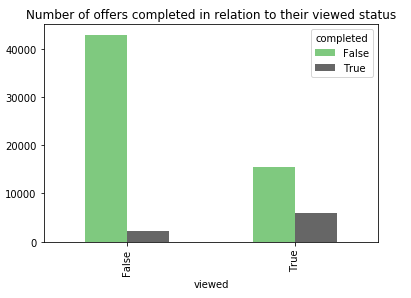 Number of offers completed in relation to their viewed status
completed
False
True
40000
30000
20000
10000
0
False
True
viewed